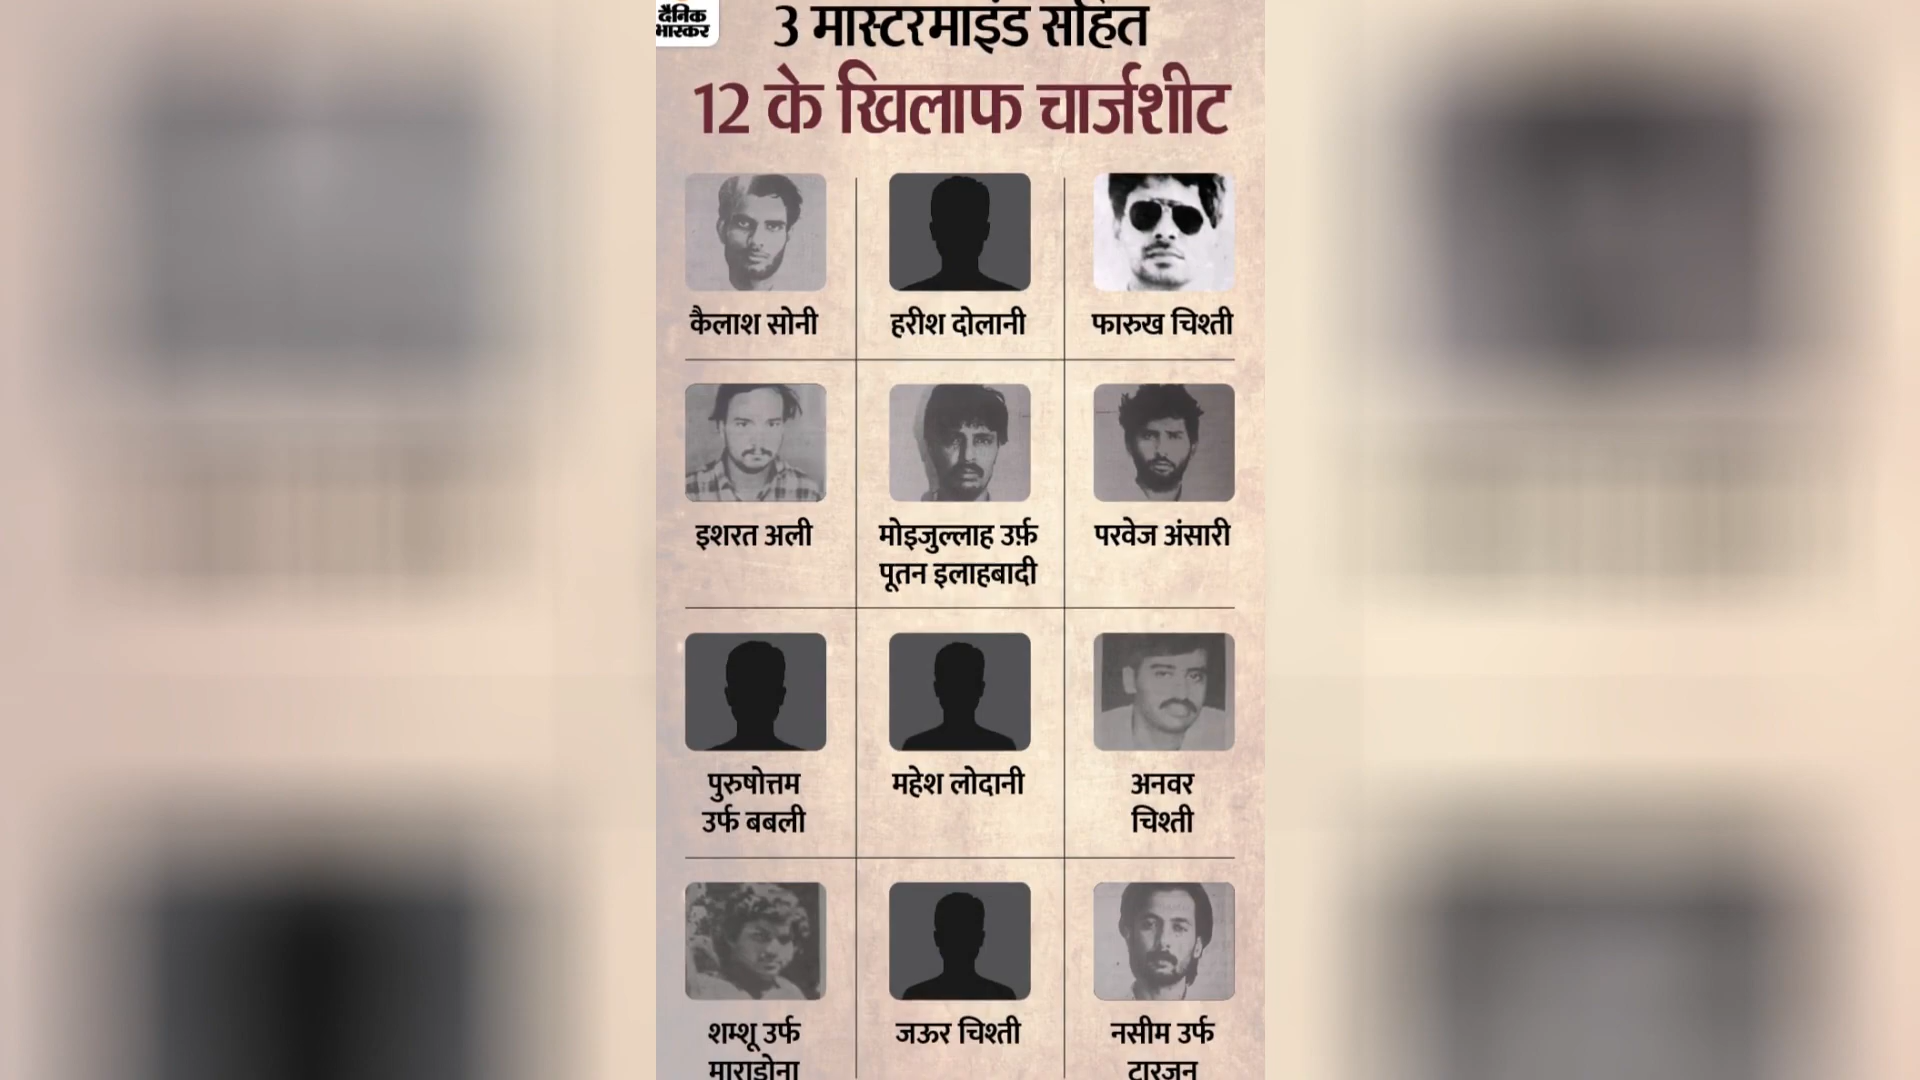 दैनिक
भास्कर
3 मास्टरमाइंड सहित
12 के खिलाफ चार्जशीट
कैलाश सोनी
हरीश दोलानी
फारुख चिश्ती
इशरत अली
मोइजुल्लाह उर्फ़
पूतन इलाहबादी
परवेज अंसारी
पुरुषोत्तम
उर्फ बबली
महेश लोदानी
अनवर
चिश्ती
शम्शू उर्फ
माराडोना
जऊर चिश्ती
नसीम उर्फ
टारजन